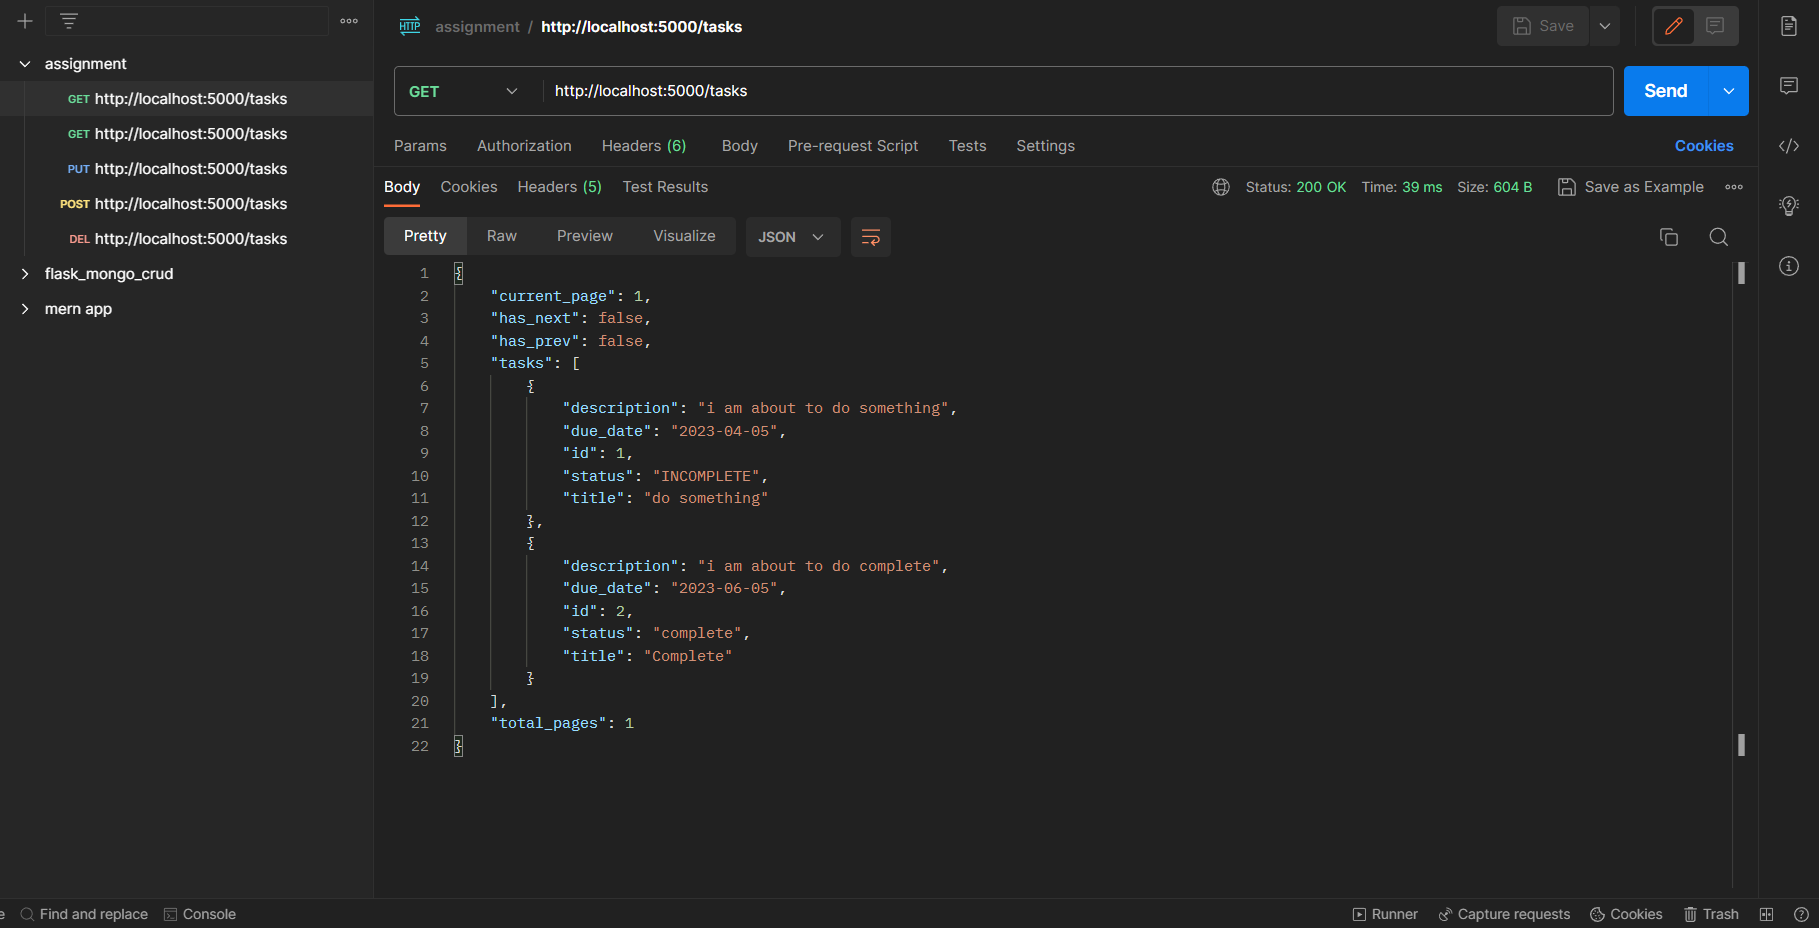 assignment / http://localhost:5000/tasks
Save
assignment
GET http://localhost:5000/tasks
GET http://localhost:5000/tasks
PUT http://localhost:5000/tasks
POST http://localhost:5000/tasks
DEL http://localhost:5000/tasks
flask_mongo_crud
mern app
GET http://localhost:5000/tasks Send
Params Authorization Headers (6) Body Pre-request Script Tests Settings Cookies
Body Cookies Headers (5) Test Results Status: 200 OK Time: 39 ms Size: 604 B Save as Example
Pretty Raw Preview Visualize JSON
1 {
2 "current_page": 1,
3 "has_next": false,
4 "has_prev": false,
5 "tasks": [
6 {
7 "description": "i am about to do something",
8 "due_date": "2023-04-05",
9 "id": 1,
10 "status": "INCOMPLETE",
11 "title": "do something"
12 },
13 {
14 "description": "i am about to do complete",
15 "due_date": "2023-06-05",
16 "id": 2,
17 "status": "complete",
18 "title": "Complete"
19 }
20 ],
21 "total_pages": 1
22 }
e Find and replace Console Runner Capture requests Cookies Trash